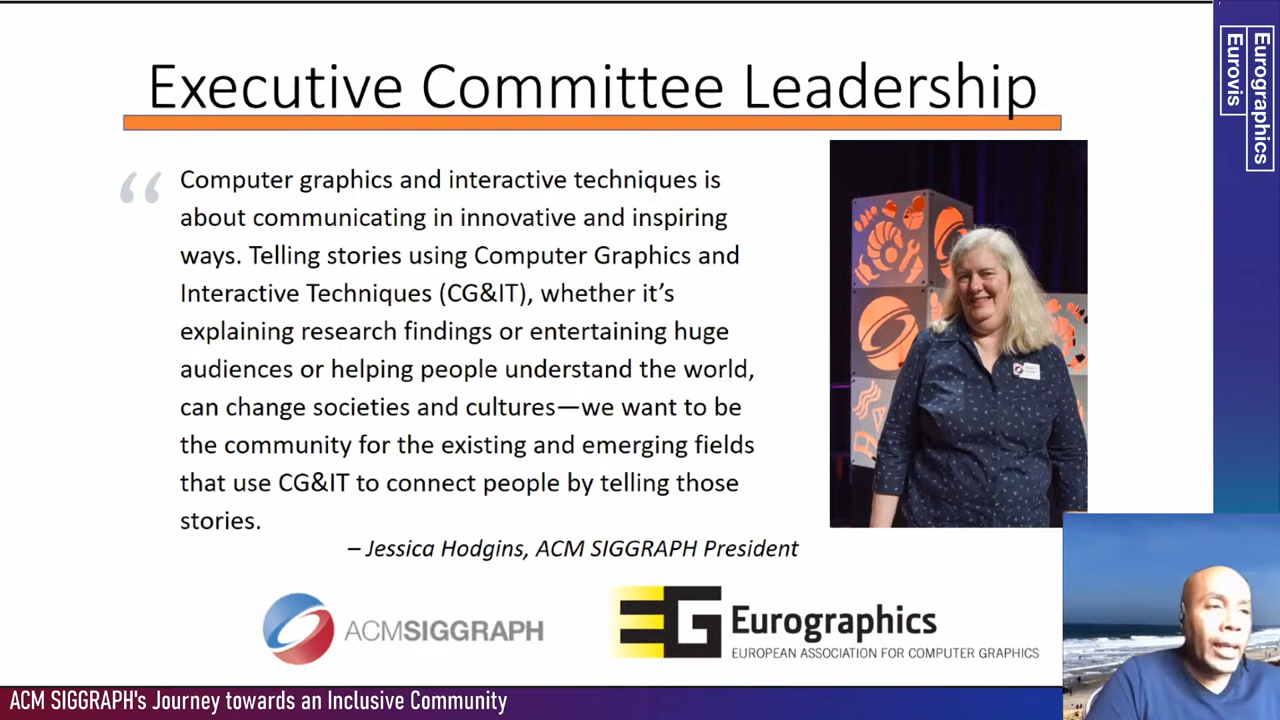 Executive Committee Leadership
“
Computer graphics and interactive techniques is
about communicating in innovative and inspiring
ways. Telling stories using Computer Graphics and
Interactive Techniques (CG&IT), whether it’s
explaining research findings or entertaining huge
audiences or helping people understand the world,
can change societies and cultures—we want to be
the community for the existing and emerging fields
that use CG&IT to connect people by telling those
stories.
– Jessica Hodgins, ACM SIGGRAPH President
ACMSIGGRAPH
EG Eurographics
EUROPEAN ASSOCIATION FOR COMPUTER GRAPHICS
Eurographics
Eurovis
ACM SIGGRAPH's Journey towards an Inclusive Community